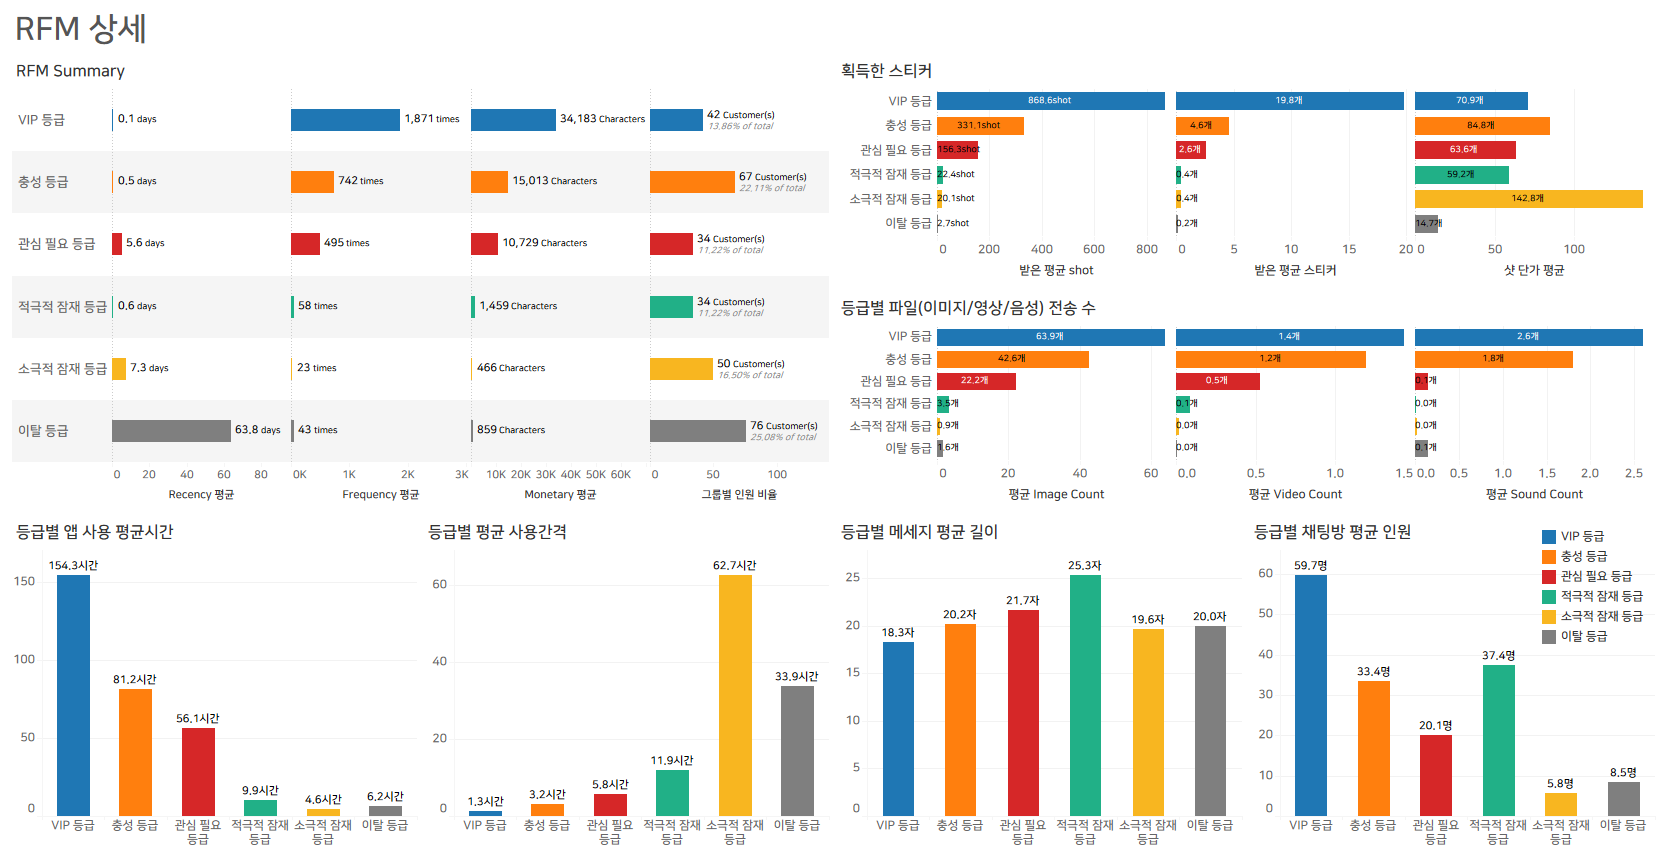 RFM 상세
RFM Summary
VIP 등급
0.1 days
1,871 times
34,183 Characters
42 Customer(s)
13.86% of total
충성 등급
0.5 days
742 times
15,013 Characters
67 Customer(s)
22.11% of total
관심 필요 등급
5.6 days
495 times
10,729 Characters
34 Customer(s)
11.22% of total
적극적 잠재 등급
0.6 days
58 times
1,459 Characters
34 Customer(s)
11.22% of total
소극적 잠재 등급
7.3 days
23 times
466 Characters
50 Customer(s)
16.50% of total
이탈 등급
63.8 days
43 times
859 Characters
76 Customer(s)
25.08% of total
0 20 40 60 80
0K 1K 2K 3K
10K 20K 30K 40K 50K 60K
0 50 100
Recency 평균
Frequency 평균
Monetary 평균
그룹별 인원 비율
획득한 스티커
VIP 등급 868.6shot 19.8개 70.9개
충성 등급 331.1shot 4.6개 84.8개
관심 필요 등급 156.3shot 2.6개 63.6개
적극적 잠재 등급 22.4shot 0.4개 59.2개
소극적 잠재 등급 20.1shot 0.4개 142.8개
이탈 등급 2.7shot 0.2개 14.7개
0 200 400 600 800
0 5 10 15 20
0 50 100
받은 평균 shot
받은 평균 스티커
샷 단가 평균
등급별 파일(이미지/영상/음성) 전송 수
VIP 등급 63.9개 1.4개 2.6개
충성 등급 42.6개 1.2개 1.8개
관심 필요 등급 22.2개 0.5개 0.1개
적극적 잠재 등급 3.5개 0.1개 0.0개
소극적 잠재 등급 0.9개 0.0개 0.0개
이탈 등급 1.6개 0.0개 0.1개
0 20 40 60
0.0 0.5 1.0 1.5
0.0 0.5 1.0 1.5 2.0 2.5
평균 Image Count
평균 Video Count
평균 Sound Count
등급별 앱 사용 평균시간
150
100
50
0
154.3시간
81.2시간
56.1시간
9.9시간
4.6시간
6.2시간
VIP 등급
충성 등급
관심 필요
등급
적극적 잠재
등급
소극적 잠재
등급
이탈 등급
등급별 평균 사용간격
60
40
20
0
1.3시간
3.2시간
5.8시간
11.9시간
62.7시간
33.9시간
VIP 등급
충성 등급
관심 필요
등급
적극적 잠재
등급
소극적 잠재
등급
이탈 등급
등급별 메세지 평균 길이
25
20
15
10
5
0
18.3자
20.2자
21.7자
25.3자
19.6자
20.0자
VIP 등급
충성 등급
관심 필요
등급
적극적 잠재
등급
소극적 잠재
등급
이탈 등급
등급별 채팅방 평균 인원
60
50
40
30
20
10
0
59.7명
33.4명
20.1명
37.4명
5.8명
8.5명
VIP 등급
충성 등급
관심 필요
등급
적극적 잠재
등급
소극적 잠재
등급
이탈 등급
VIP 등급
충성 등급
관심 필요 등급
적극적 잠재 등급
소극적 잠재 등급
이탈 등급